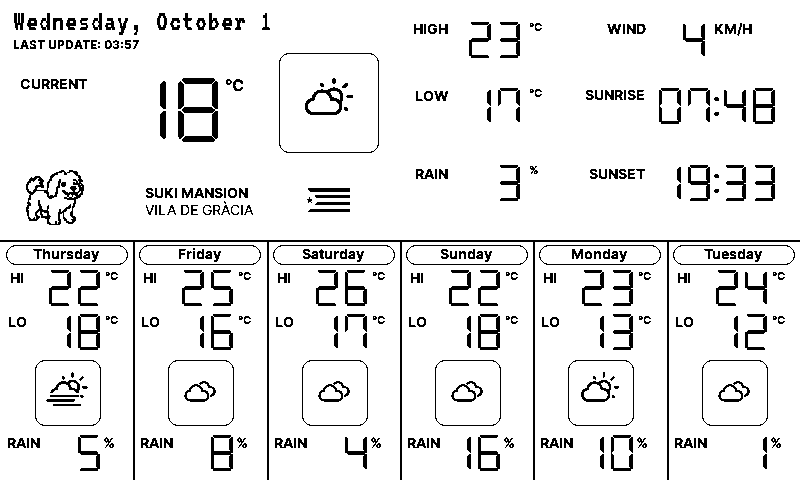 Wednesday, October 1
LAST UPDATE: 03:57
CURRENT 18 °C
SUKI MANSION
VILA DE GRÀCIA
HIGH 23 °C
LOW 17 °C
RAIN 3 %
WIND 4 KM/H
SUNRISE 07:48
SUNSET 19:33
Thursday
HI 22 °C
LO 18 °C
RAIN 5 %
Friday
HI 25 °C
LO 16 °C
RAIN 8 %
Saturday
HI 26 °C
LO 17 °C
RAIN 4 %
Sunday
HI 22 °C
LO 18 °C
RAIN 16 %
Monday
HI 23 °C
LO 13 °C
RAIN 10 %
Tuesday
HI 24 °C
LO 12 °C
RAIN 1 %